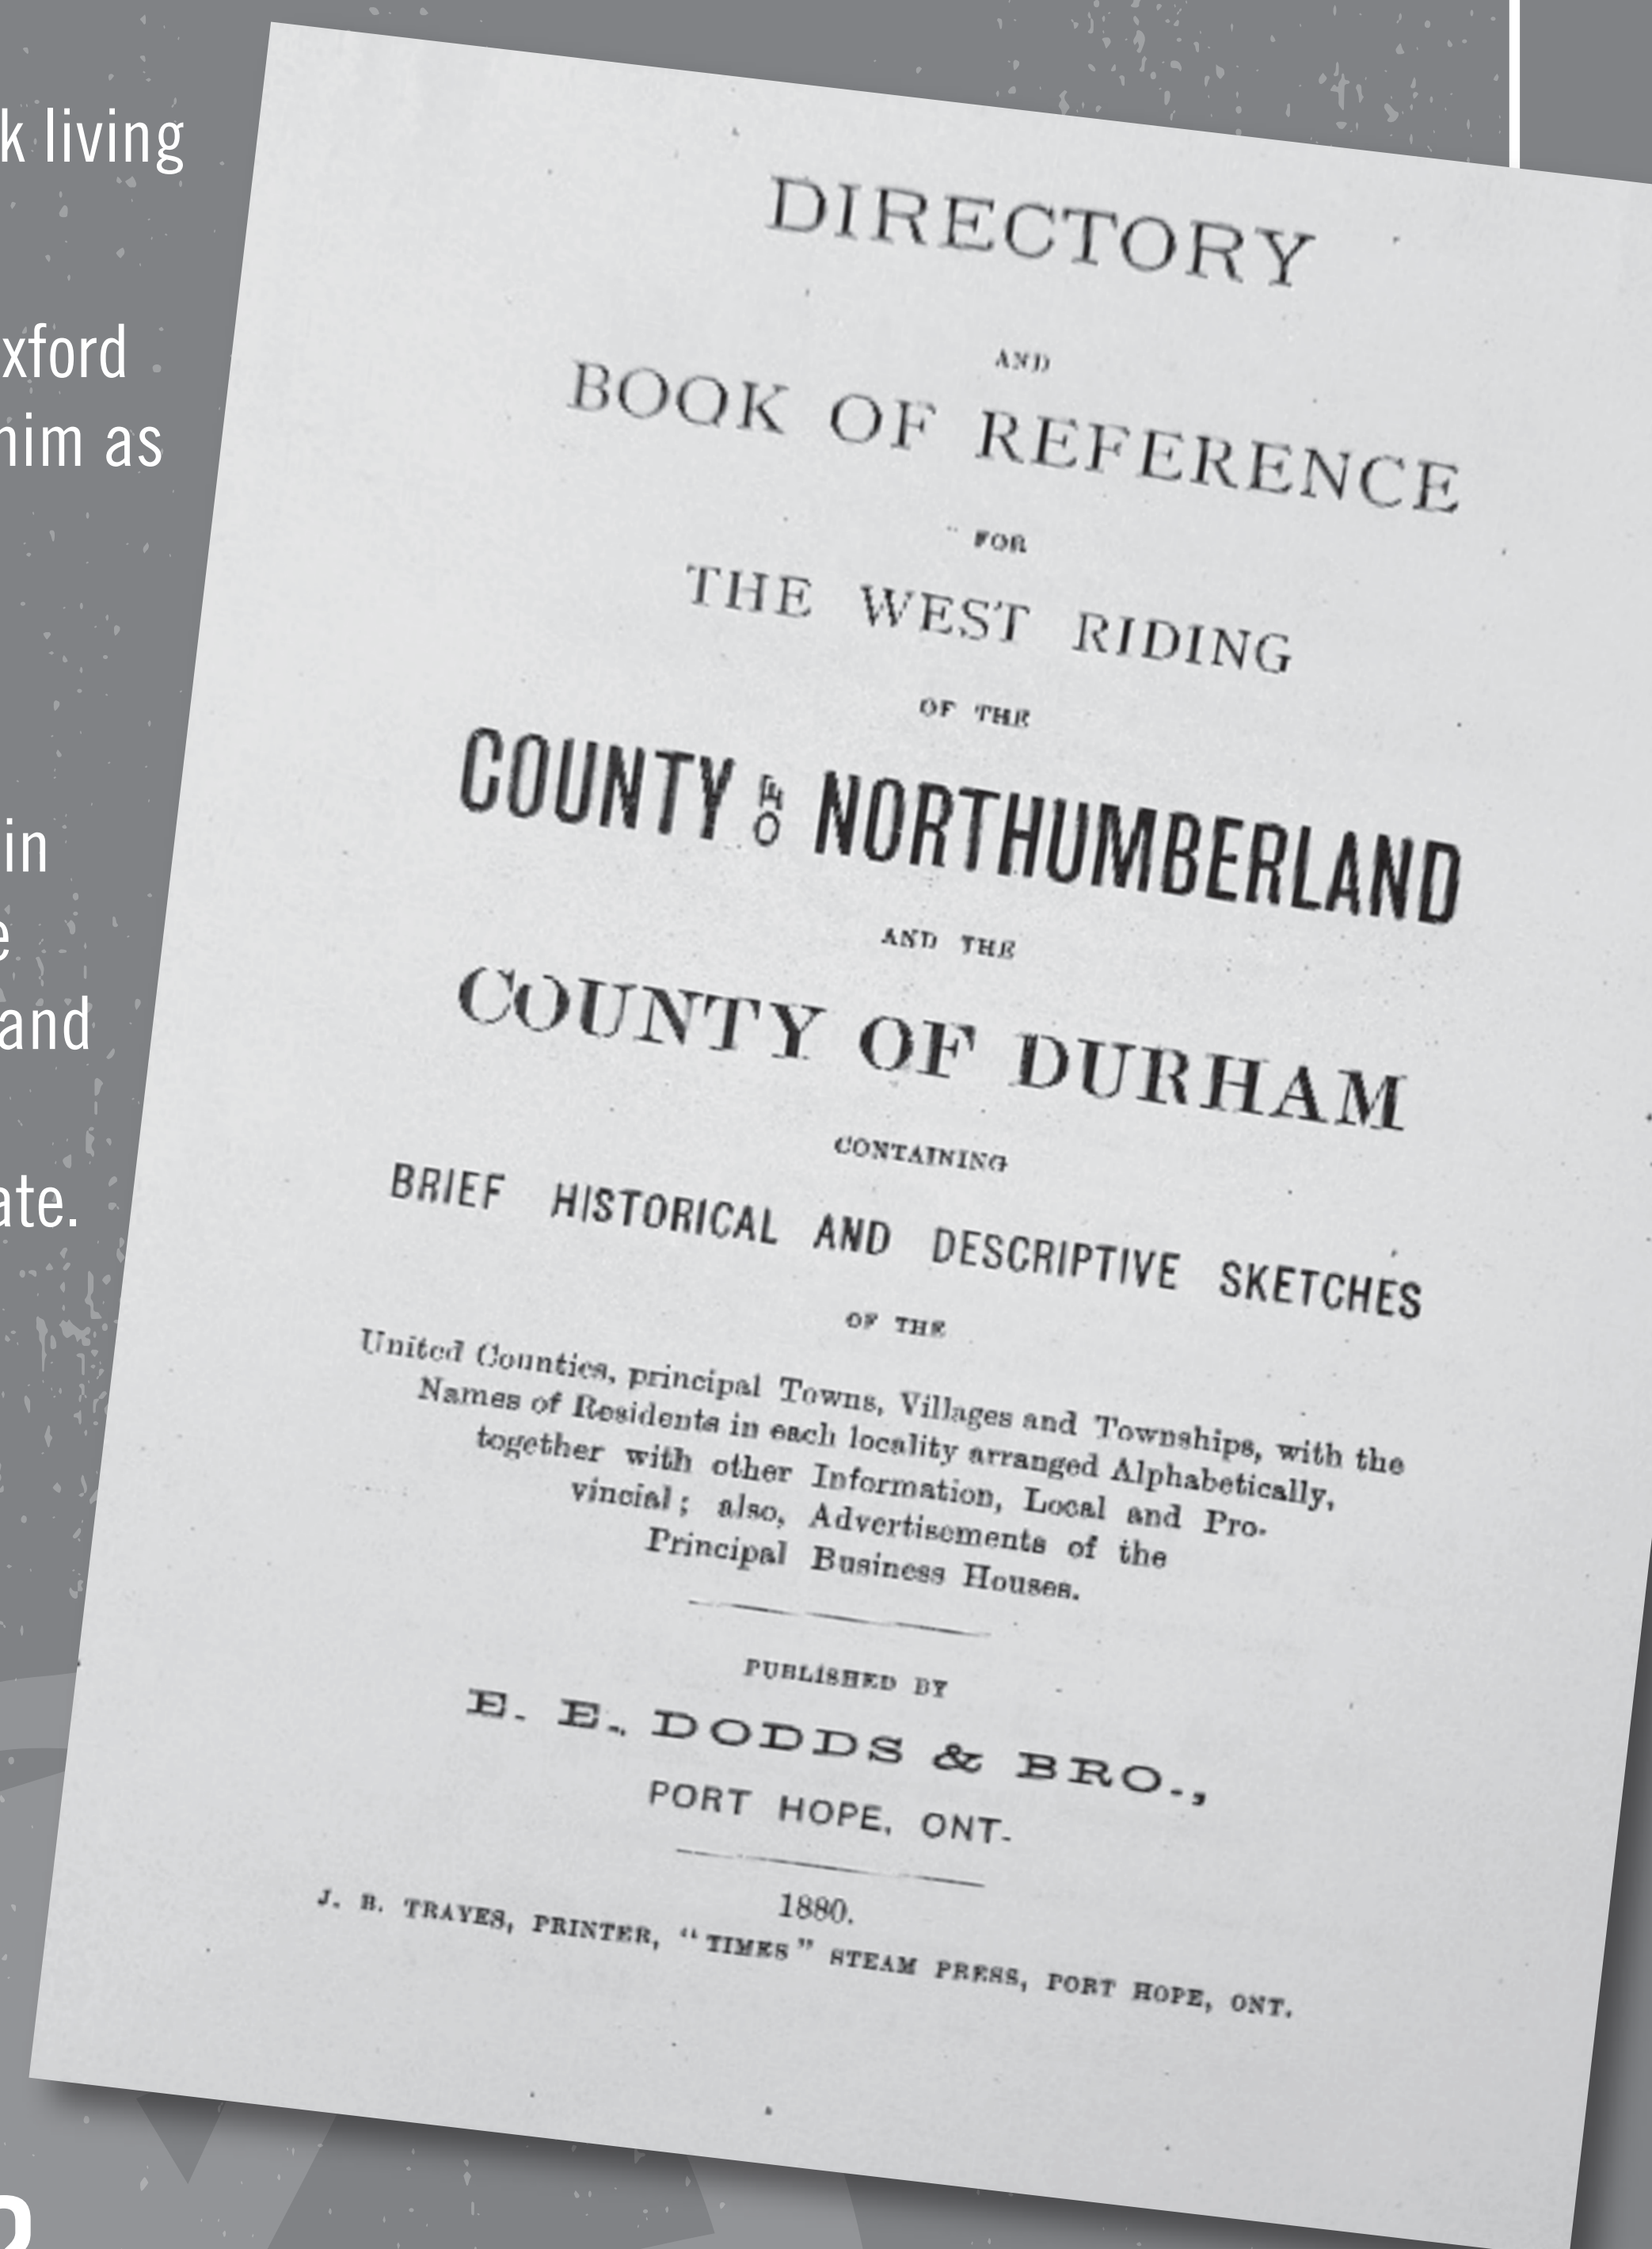 k living
xford
him as
in
e
and
ate.
DIRECTORY
AND
BOOK OF REFERENCE
FOR
THE WEST RIDING
OF THE
COUNTY OF NORTHUMBERLAND
AND THE
COUNTY OF DURHAM
CONTAINING
BRIEF HISTORICAL AND DESCRIPTIVE SKETCHES
OF THE
United Counties, principal Towns, Villages and Townships, with the
Names of Residents in each locality arranged Alphabetically,
together with other Information, Local and Pro-
vincial; also, Advertisements of the
Principal Business Houses.
PUBLISHED BY
E. E. DODDS & BRO.,
PORT HOPE, ONT.
1880.
J. B. TRAYES, PRINTER, "TIMES" STEAM PRESS, PORT HOPE, ONT.